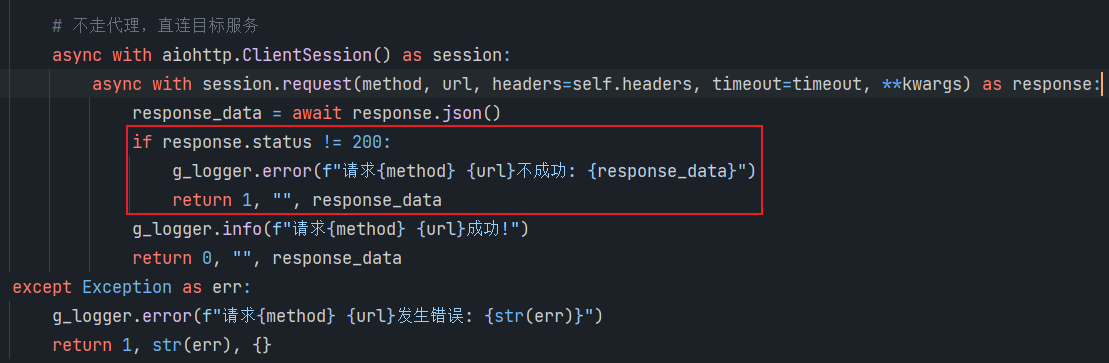 # 不走代理，直连目标服务
async with aiohttp.ClientSession() as session:
async with session.request(method, url, headers=self.headers, timeout=timeout, **kwargs) as response:
response_data = await response.json()
if response.status != 200:
g_logger.error(f"请求{method} {url}不成功: {response_data}")
return 1, "", response_data
g_logger.info(f"请求{method} {url}成功!")
return 0, "", response_data
except Exception as err:
g_logger.error(f"请求{method} {url}发生错误: {str(err)}")
return 1, str(err), {}